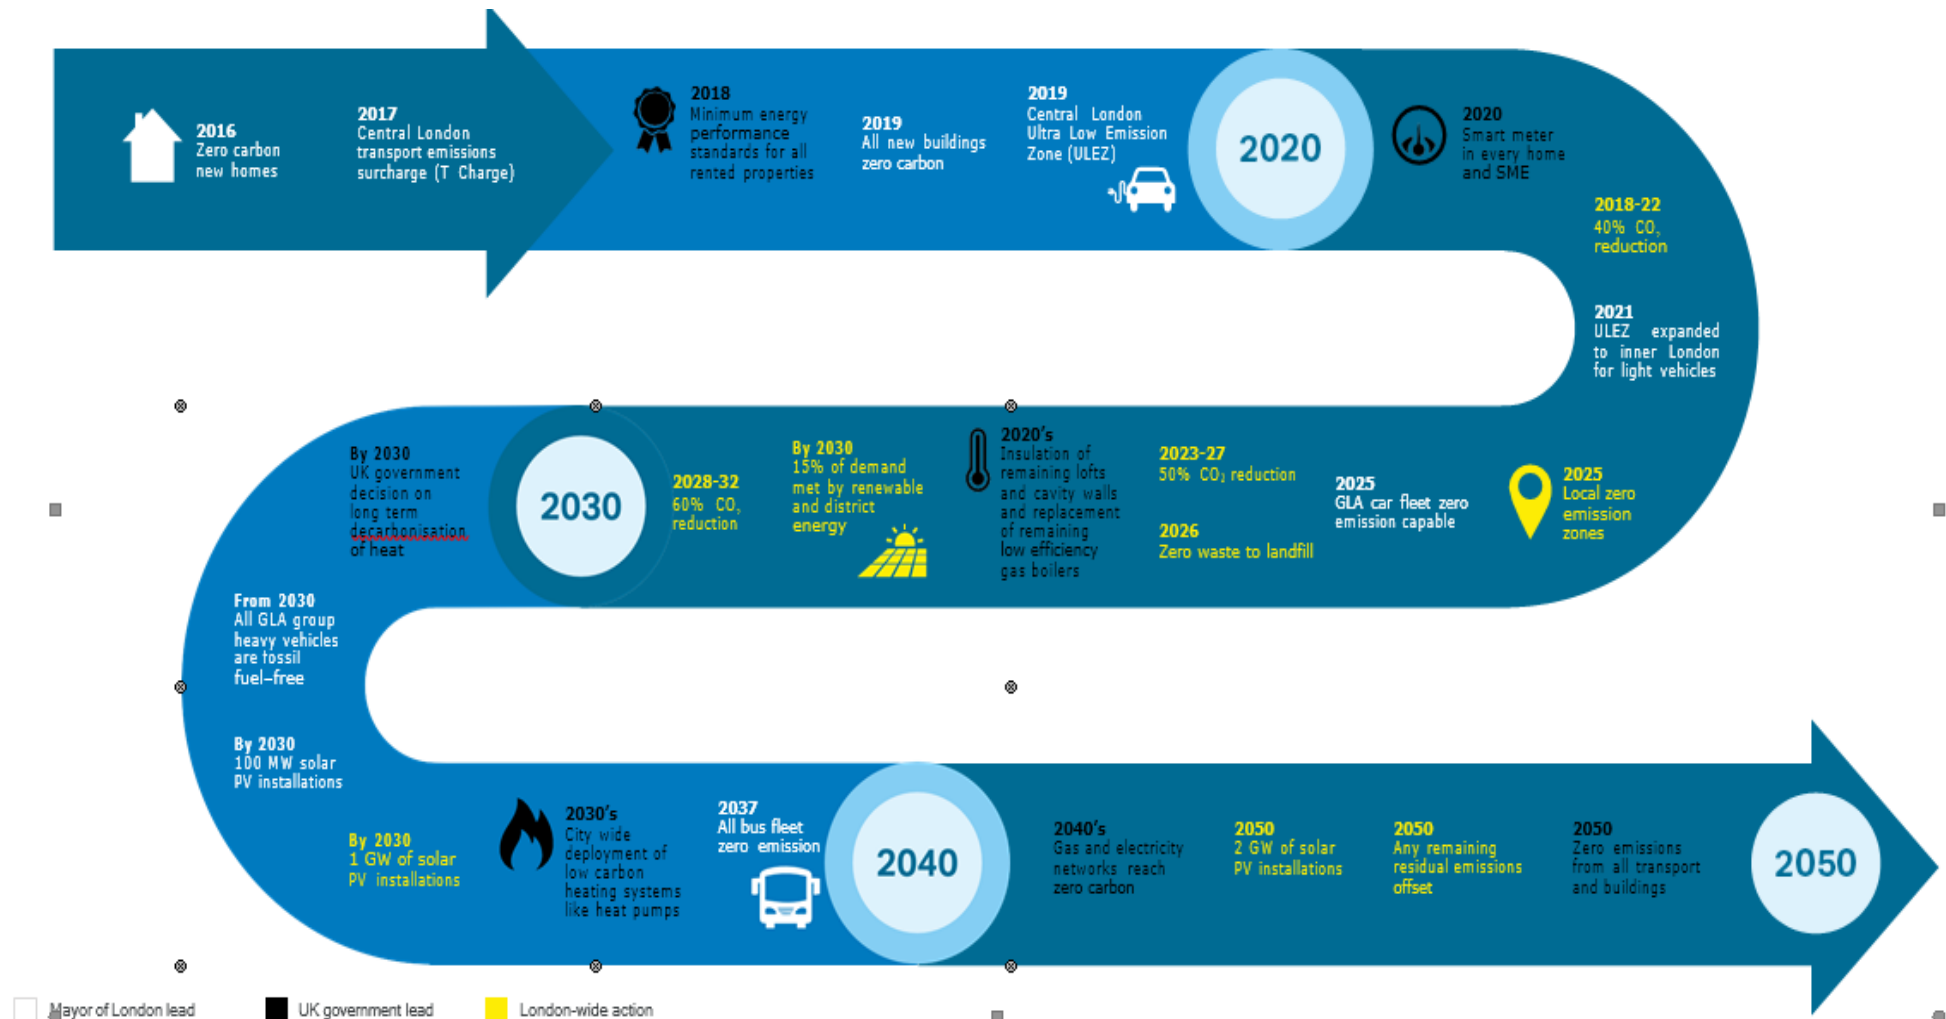 2016
Zero carbon
new homes
2017
Central London
transport emissions
surcharge (T Charge)
2018
Minimum energy
performance
standards for all
rented properties
2019
All new buildings
zero carbon
2019
Central London
Ultra Low Emission
Zone (ULEZ)
2020
2020
Smart meter
in every home
and SME
2018-22
40% CO₂
reduction
2021
ULEZ expanded
to inner London
for light vehicles
2025
Local zero
emission
zones
2025
GLA car fleet zero
emission capable
2023-27
50% CO₂ reduction
2026
Zero waste to landfill
2020's
Insulation of
remaining lofts
and cavity walls
and replacement
of remaining
low efficiency
gas boilers
By 2030
15% of demand
met by renewable
and district
energy
2028-32
60% CO₂
reduction
2030
By 2030
UK government
decision on
long term
decarbonisation
of heat
From 2030
All GLA group
heavy vehicles
are fossil
fuel-free
By 2030
100 MW solar
PV installations
By 2030
1 GW of solar
PV installations
2030's
City wide
deployment of
low carbon
heating systems
like heat pumps
2037
All bus fleet
zero emission
2040
2040's
Gas and electricity
networks reach
zero carbon
2050
2 GW of solar
PV installations
2050
Any remaining
residual emissions
offset
2050
Zero emissions
from all transport
and buildings
2050
Mayor of London lead
UK government lead
London-wide action